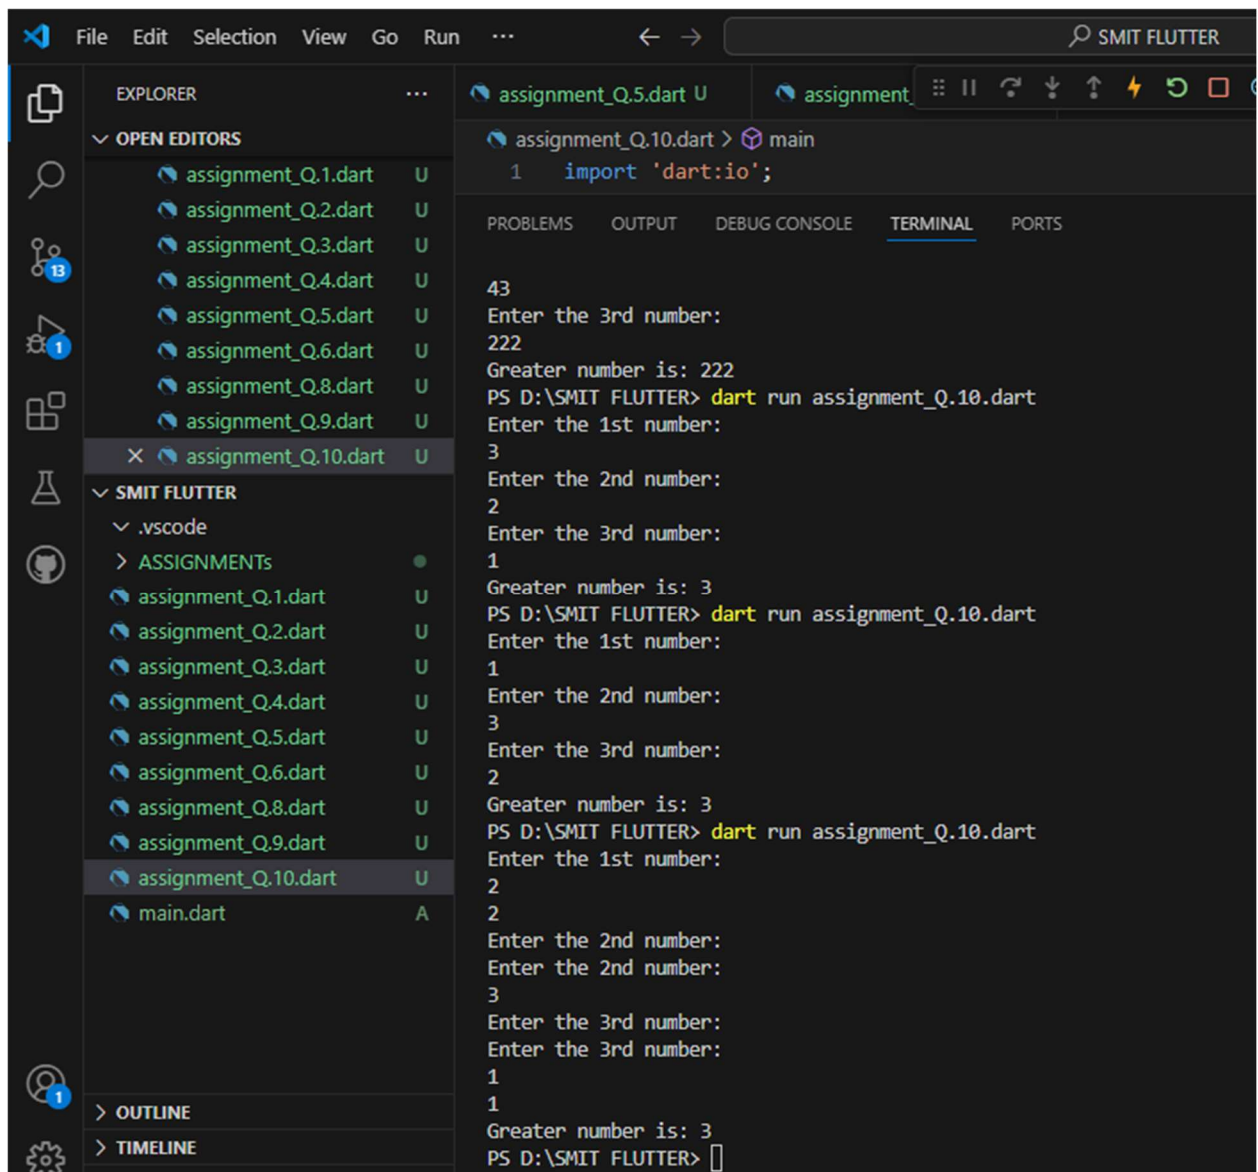 File Edit Selection View Go Run ··· ← → SMIT FLUTTER
EXPLORER ···
OPEN EDITORS
assignment_Q.1.dart U
assignment_Q.2.dart U
assignment_Q.3.dart U
assignment_Q.4.dart U
assignment_Q.5.dart U
assignment_Q.6.dart U
assignment_Q.8.dart U
assignment_Q.9.dart U
assignment_Q.10.dart U
SMIT FLUTTER
.vscode
ASSIGNMENTs
assignment_Q.1.dart U
assignment_Q.2.dart U
assignment_Q.3.dart U
assignment_Q.4.dart U
assignment_Q.5.dart U
assignment_Q.6.dart U
assignment_Q.8.dart U
assignment_Q.9.dart U
assignment_Q.10.dart U
main.dart A
OUTLINE
TIMELINE
13
1
1
assignment_Q.5.dart U assignment_
assignment_Q.10.dart > main
1 import 'dart:io';
PROBLEMS OUTPUT DEBUG CONSOLE TERMINAL PORTS
43
Enter the 3rd number:
222
Greater number is: 222
PS D:\SMIT FLUTTER> dart run assignment_Q.10.dart
Enter the 1st number:
3
Enter the 2nd number:
2
Enter the 3rd number:
1
Greater number is: 3
PS D:\SMIT FLUTTER> dart run assignment_Q.10.dart
Enter the 1st number:
1
Enter the 2nd number:
3
Enter the 3rd number:
2
Greater number is: 3
PS D:\SMIT FLUTTER> dart run assignment_Q.10.dart
Enter the 1st number:
2
2
Enter the 2nd number:
Enter the 2nd number:
3
Enter the 3rd number:
Enter the 3rd number:
1
1
Greater number is: 3
PS D:\SMIT FLUTTER>